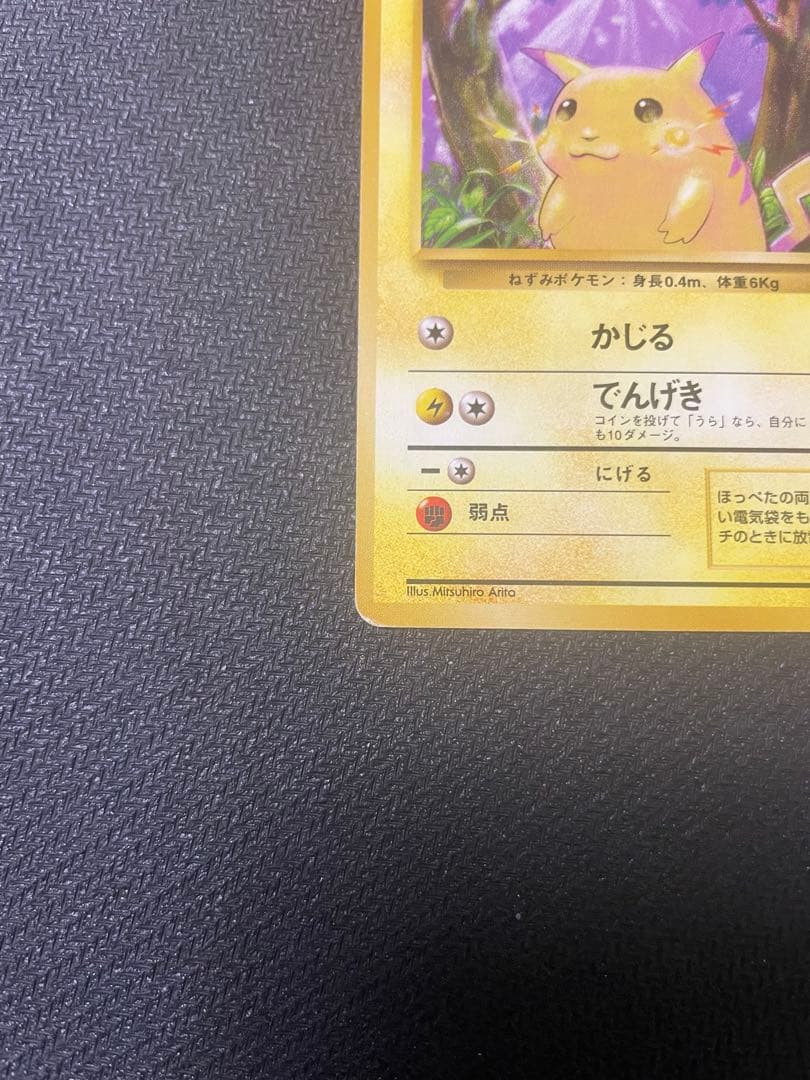 ねずみポケモン：身長0.4m、体重6Kg
かじる
でんげき
コインを投げて「うら」なら、自分に
も10ダメージ。
にげる
弱点
ほっぺたの両
い電気袋をも
チのときに放
Illus.Mitsuhiro Arita